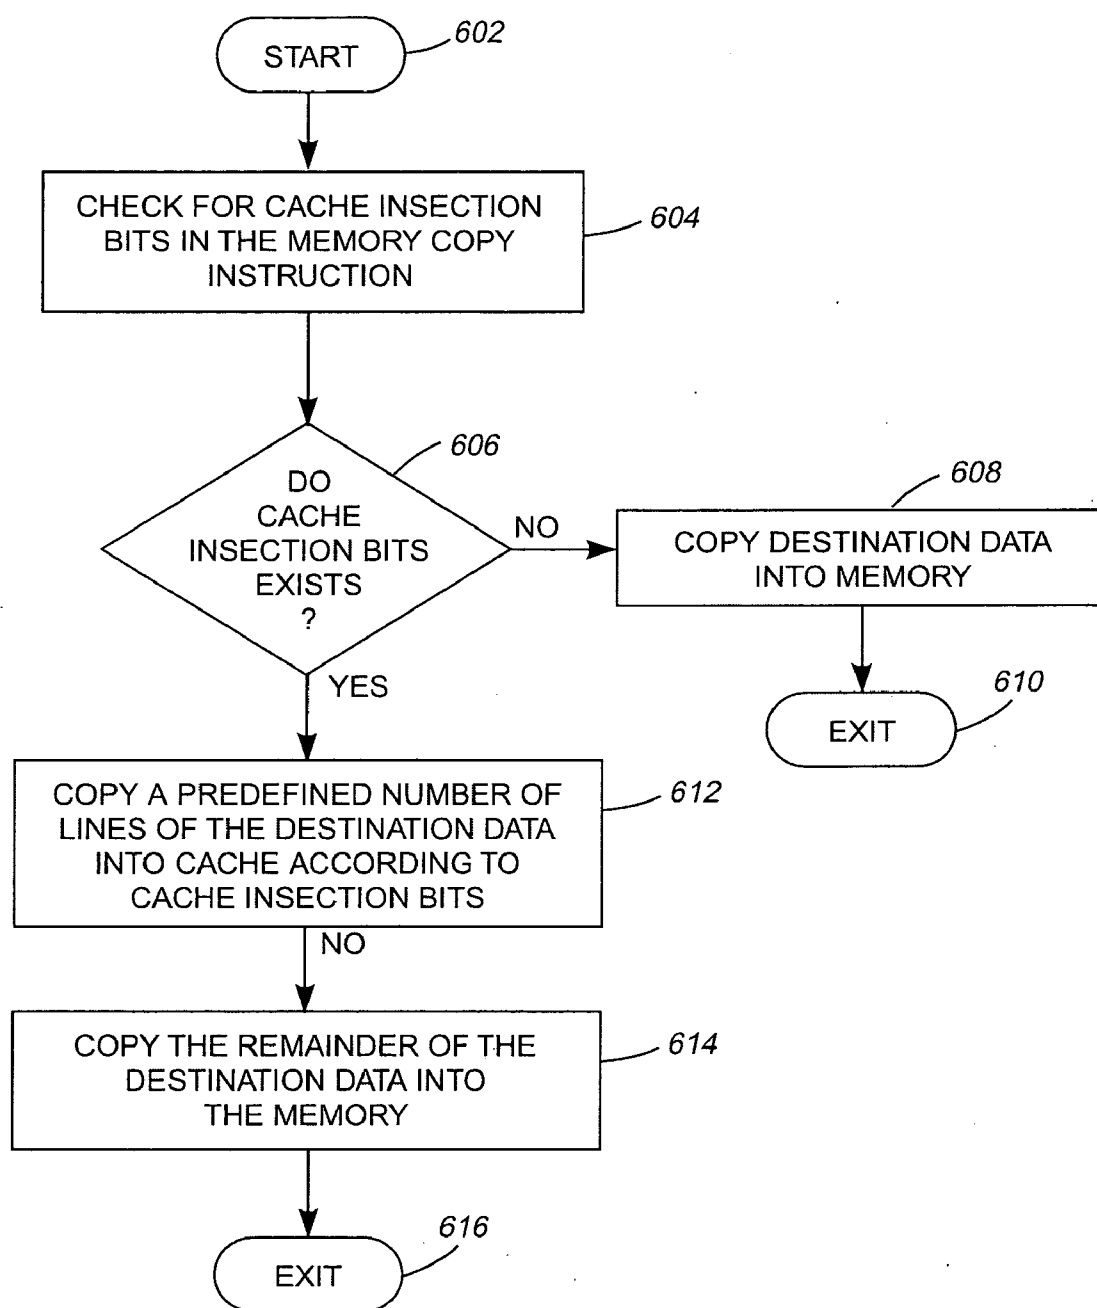 START
602
CHECK FOR CACHE INSECTION
BITS IN THE MEMORY COPY
INSTRUCTION
604
DO
CACHE
INSECTION BITS
EXISTS
?
606
NO
608
COPY DESTINATION DATA
INTO MEMORY
YES
610
EXIT
COPY A PREDEFINED NUMBER OF
LINES OF THE DESTINATION DATA
INTO CACHE ACCORDING TO
CACHE INSECTION BITS
612
NO
COPY THE REMAINDER OF THE
DESTINATION DATA INTO
THE MEMORY
614
EXIT
616